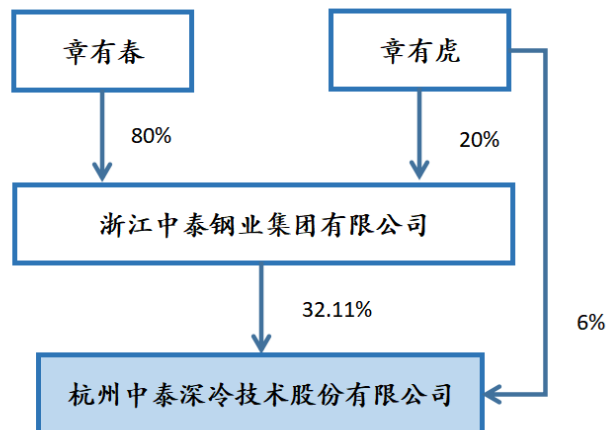 章有春
章有虎
80%
20%
浙江中泰钢业集团有限公司
32.11%
6%
杭州中泰深冷技术股份有限公司